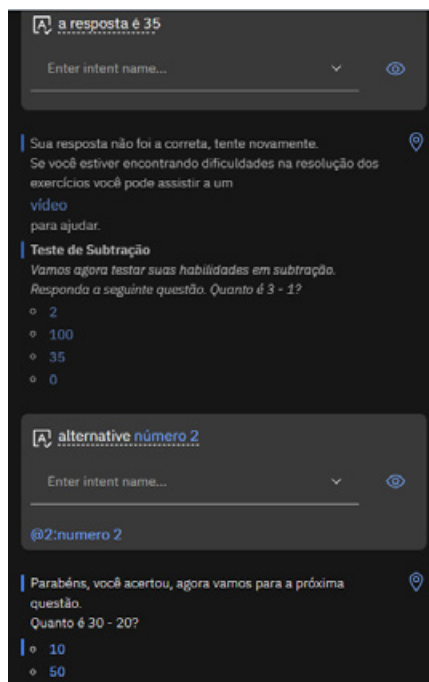 a resposta é 35
Enter intent name...
Sua resposta não foi a correta, tente novamente.
Se você estiver encontrando dificuldades na resolução dos
exercícios você pode assistir a um
vídeo
para ajudar.
Teste de Subtração
Vamos agora testar suas habilidades em subtração.
Responda a seguinte questão. Quanto é 3 - 1?
2
100
35
0
alternative número 2
Enter intent name...
@2:numero 2
Parabéns, você acertou, agora vamos para a próxima
questão.
Quanto é 30 - 20?
10
50